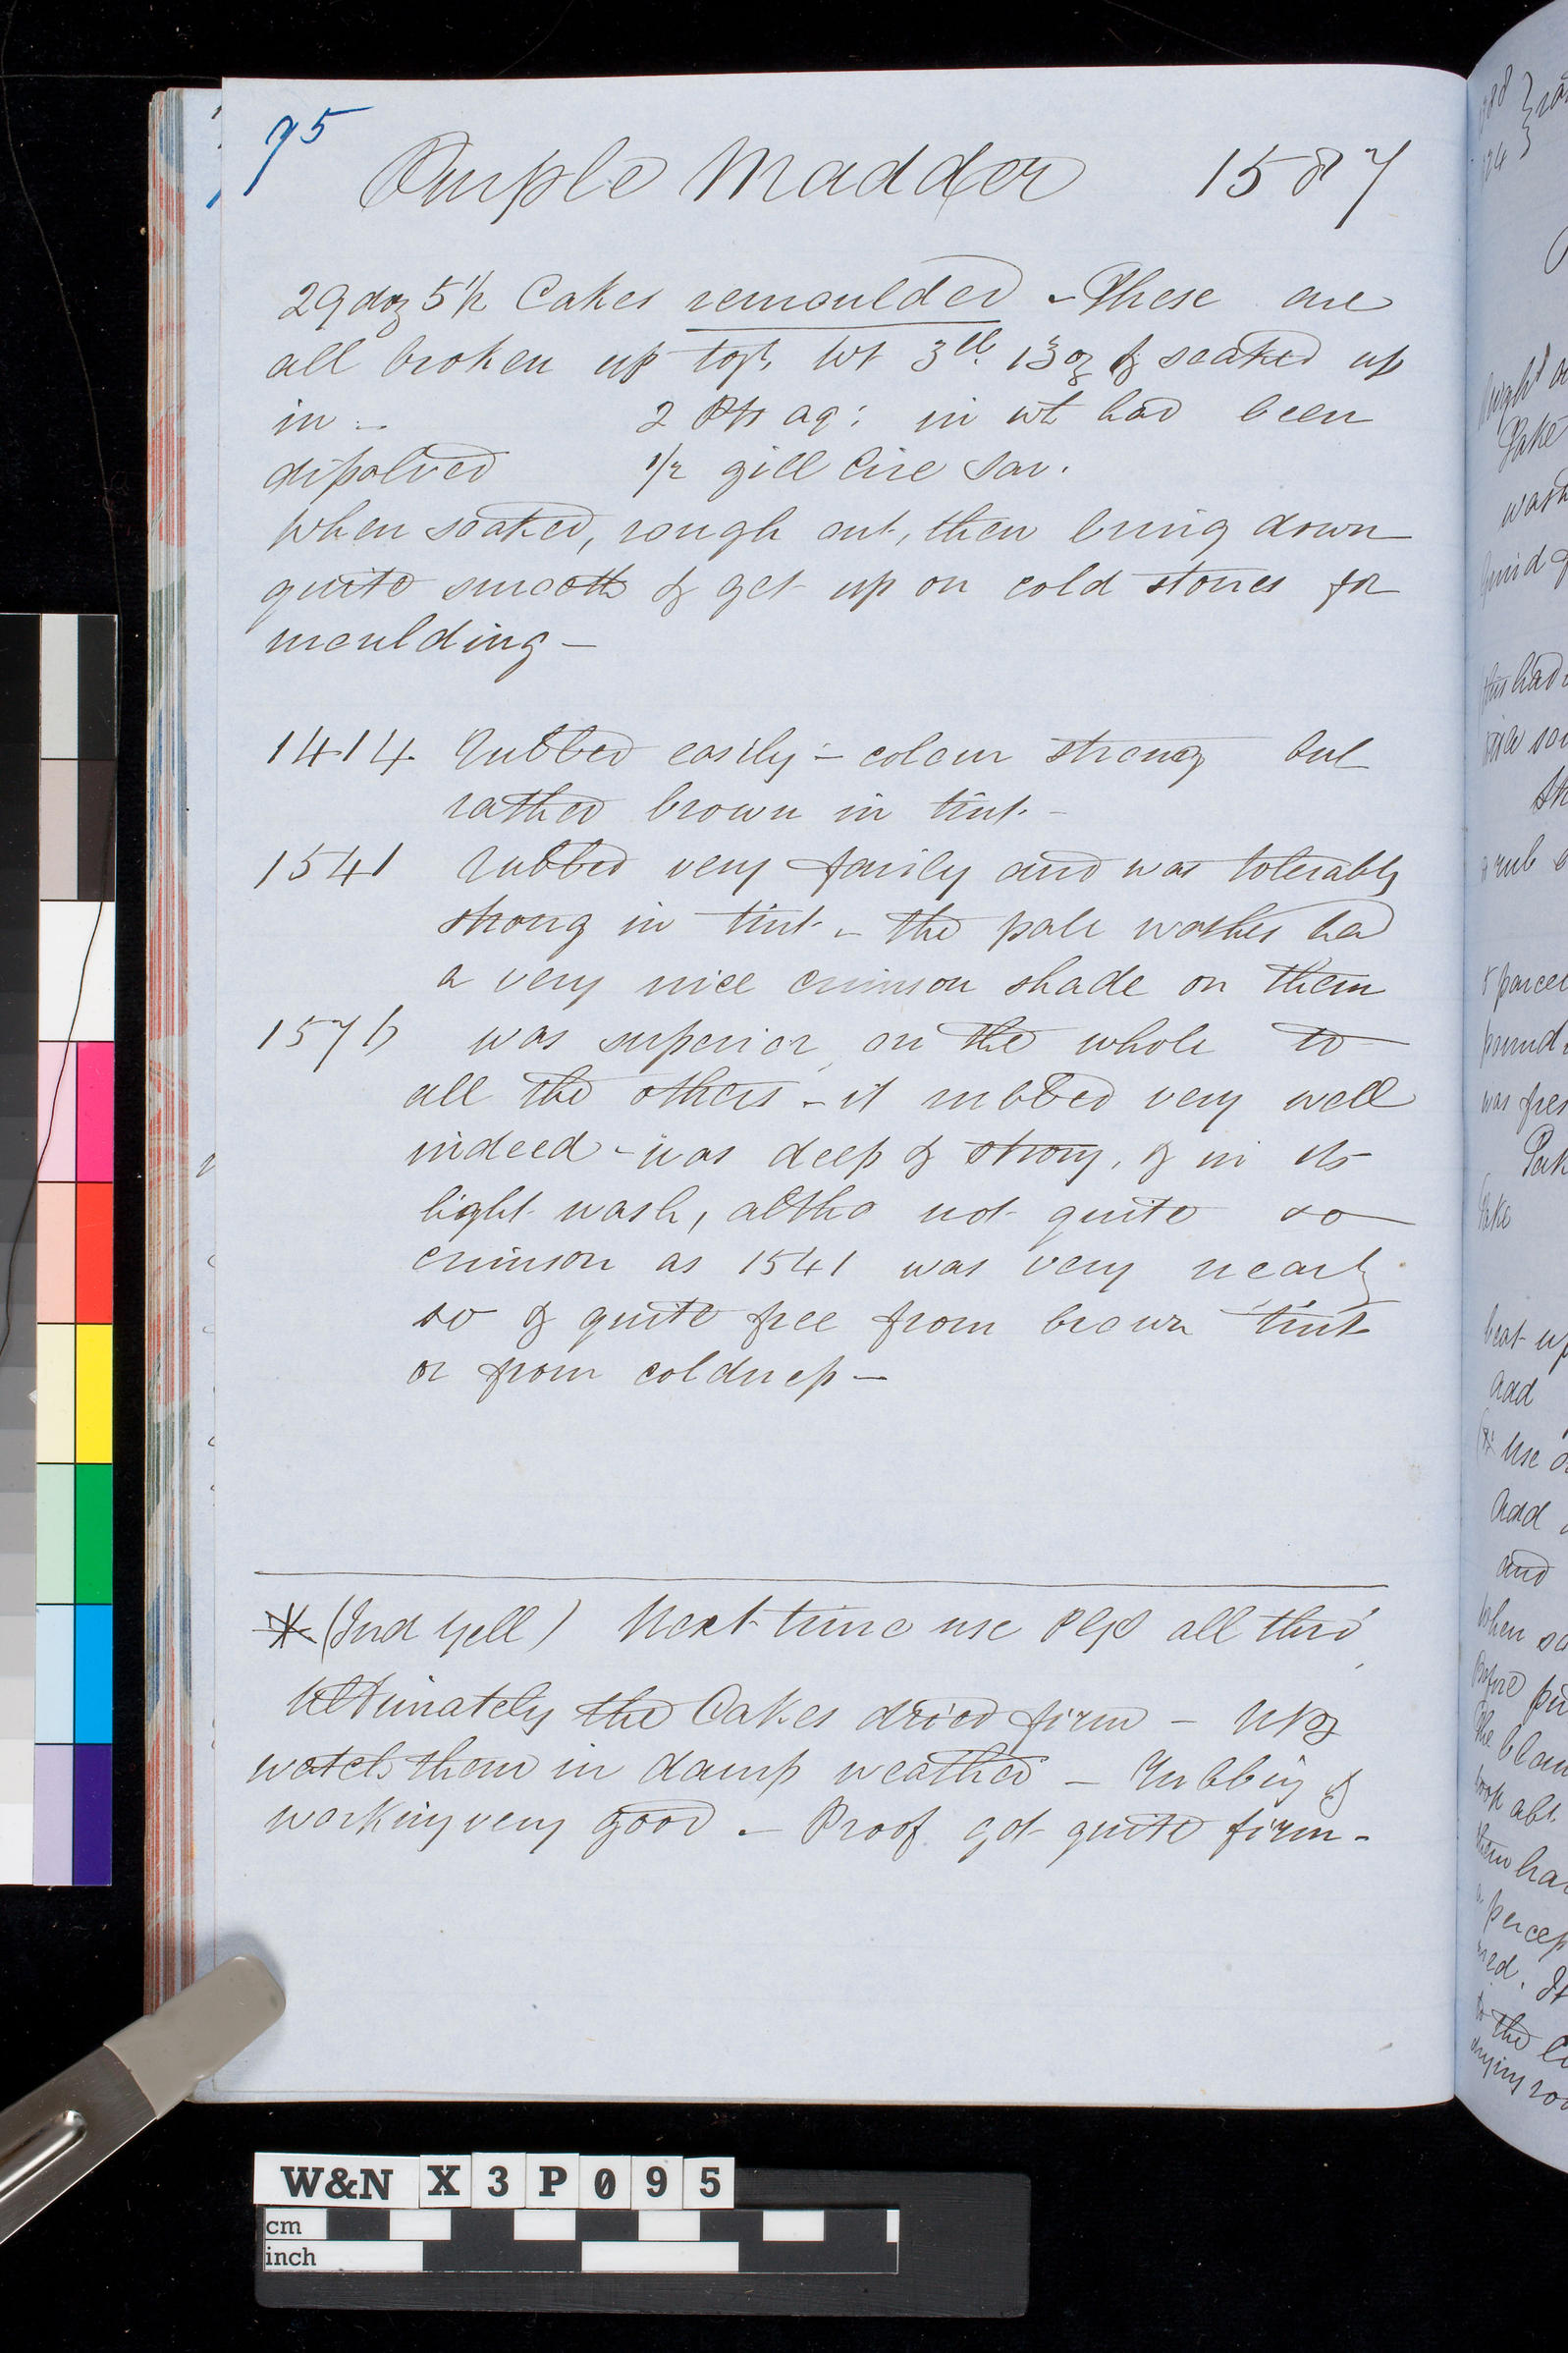 95
Purple Madder 1587
29 doz 5 1/2 Cakes remoulded - These are
all broken up togr. Wt 3lb 13oz & soaked up
in - 2 Pts aq: in wh had been
dissolved 1/2 gill Cire Sav.
When soaked, rough out, then bring down
quite smooth & get up on cold stones for
moulding -
1414. Rubbed easily - colour strong but
rather brown in tint. -
1541 Rubbed very fairly and was tolerably
strong in tint - the pale washes had
a very nice crimson shade on them
157 was superior, on the whole to
all the others - it rubbed very well
indeed - was deep & strong, & in its
light wash, altho not quite so
crimson as 1541 was very nearly
so & quite free from brown tint
or from coldness -
* (Ind Yell) Next time use all thro'
Ultimately the Cakes dried firm -
watch them in damp weather - Rubbing &
working very good. - Proof got quite firm -
W&N X3P095
cm
inch